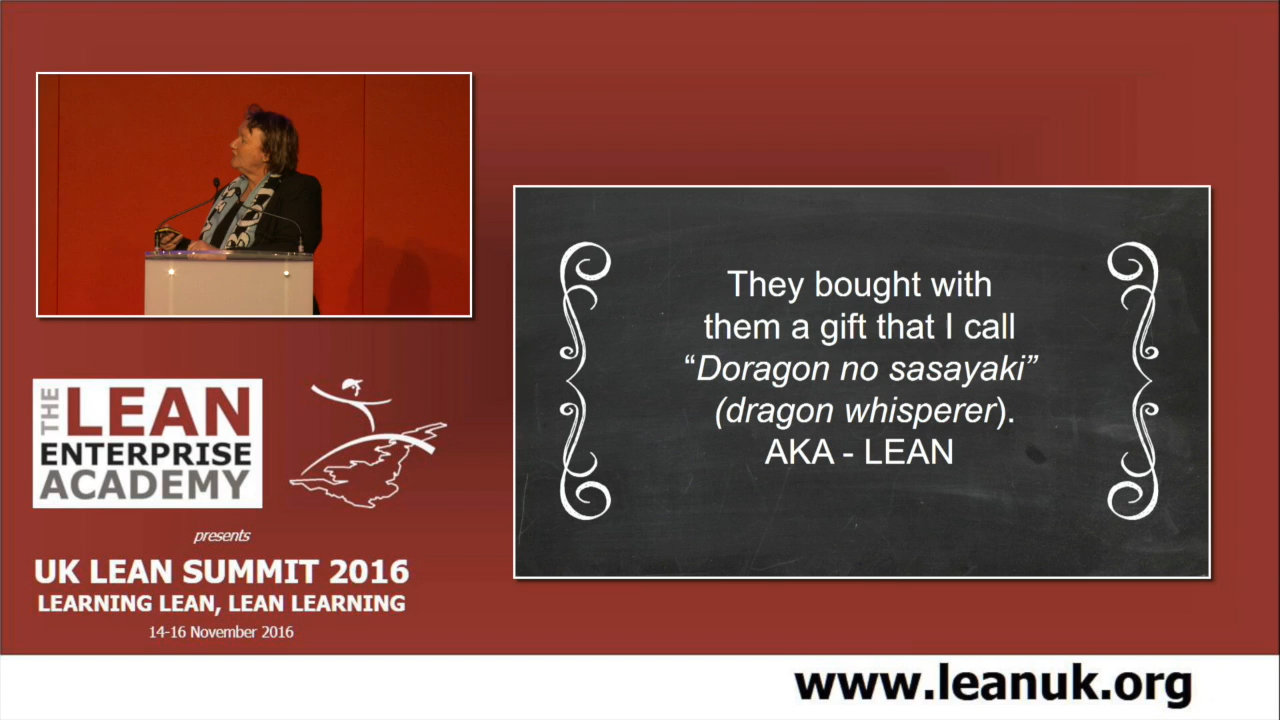 THE LEAN
ENTERPRISE
ACADEMY
presents
UK LEAN SUMMIT 2016
LEARNING LEAN, LEAN LEARNING
14-16 November 2016
They bought with
them a gift that I call
“Doragon no sasayaki”
(dragon whisperer).
AKA - LEAN
www.leanuk.org